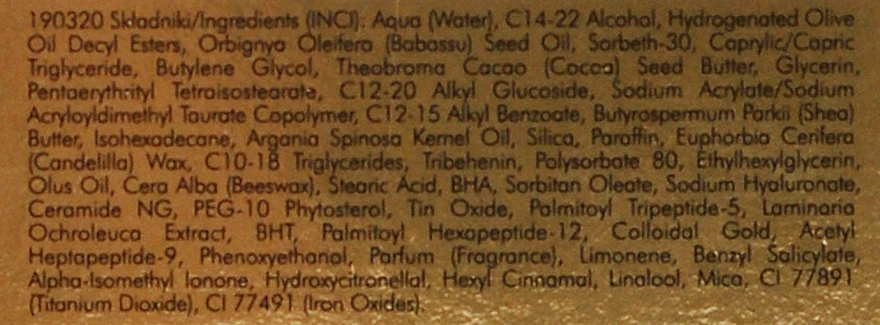 190320 Składniki/Ingredients (INCI): Aqua (Water), C14-22 Alcohol, Hydrogenated Olive
Oil Decyl Esters, Orbignya Oleifera (Babassu) Seed Oil, Sorbeth-30, Caprylic/Capric
Triglyceride, Butylene Glycol, Theobroma Cacao (Cocoa) Seed Butter, Glycerin,
Pentaerythrityl Tetraisostearate, C12-20 Alkyl Glucoside, Sodium Acrylate/Sodium
Acryloyldimethyl Taurate Copolymer, C12-15 Alkyl Benzoate, Butyrospermum Parkii (Shea)
Butter, Isohexadecane, Argania Spinosa Kernel Oil, Silica, Paraffin, Euphorbia Cerifera
(Candelilla) Wax, C10-18 Triglycerides, Tribehenin, Polysorbate 80, Ethylhexylglycerin,
Olus Oil, Cera Alba (Beeswax), Stearic Acid, BHA, Sorbitan Oleate, Sodium Hyaluronate,
Ceramide NG, PEG-10 Phytosterol, Tin Oxide, Palmitoyl Tripeptide-5, Laminaria
Ochroleuca Extract, BHT, Palmitoyl Hexapeptide-12, Colloidal Gold, Acetyl
Heptapeptide-9, Phenoxyethanol, Parfum (Fragrance), Limonene, Benzyl Salicylate,
Alpha-Isomethyl Ionone, Hydroxycitronellal, Hexyl Cinnamal, Linalool, Mica, CI 77891
(Titanium Dioxide), CI 77491 (Iron Oxides).